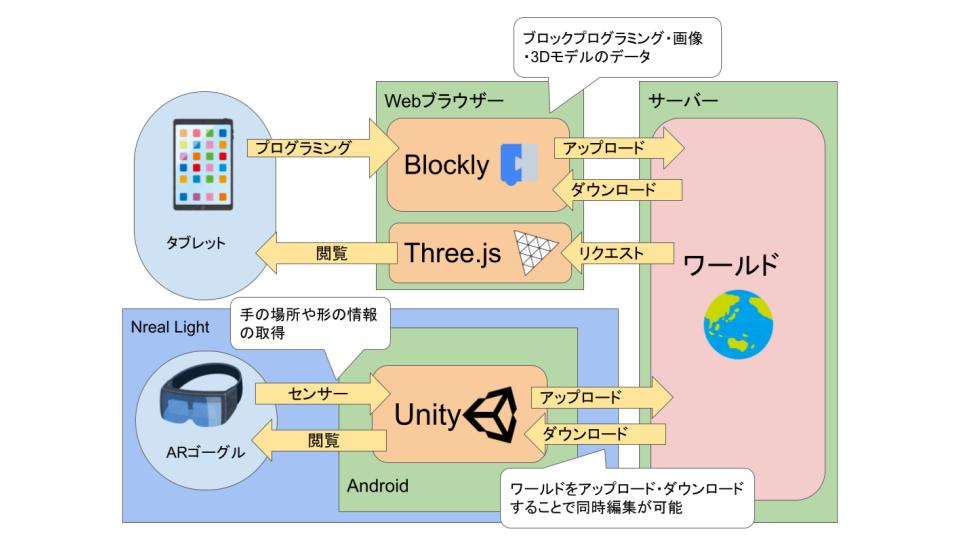 ブロックプログラミング・画像
・3Dモデルのデータ
Webブラウザー
サーバー
プログラミング
Blockly
アップロード
ダウンロード
タブレット
閲覧
Three.js
リクエスト
ワールド
Nreal Light
手の場所や形の情報
の取得
センサー
Unity
アップロード
閲覧
ダウンロード
ARゴーグル
Android
ワールドをアップロード・ダウンロード
することで同時編集が可能